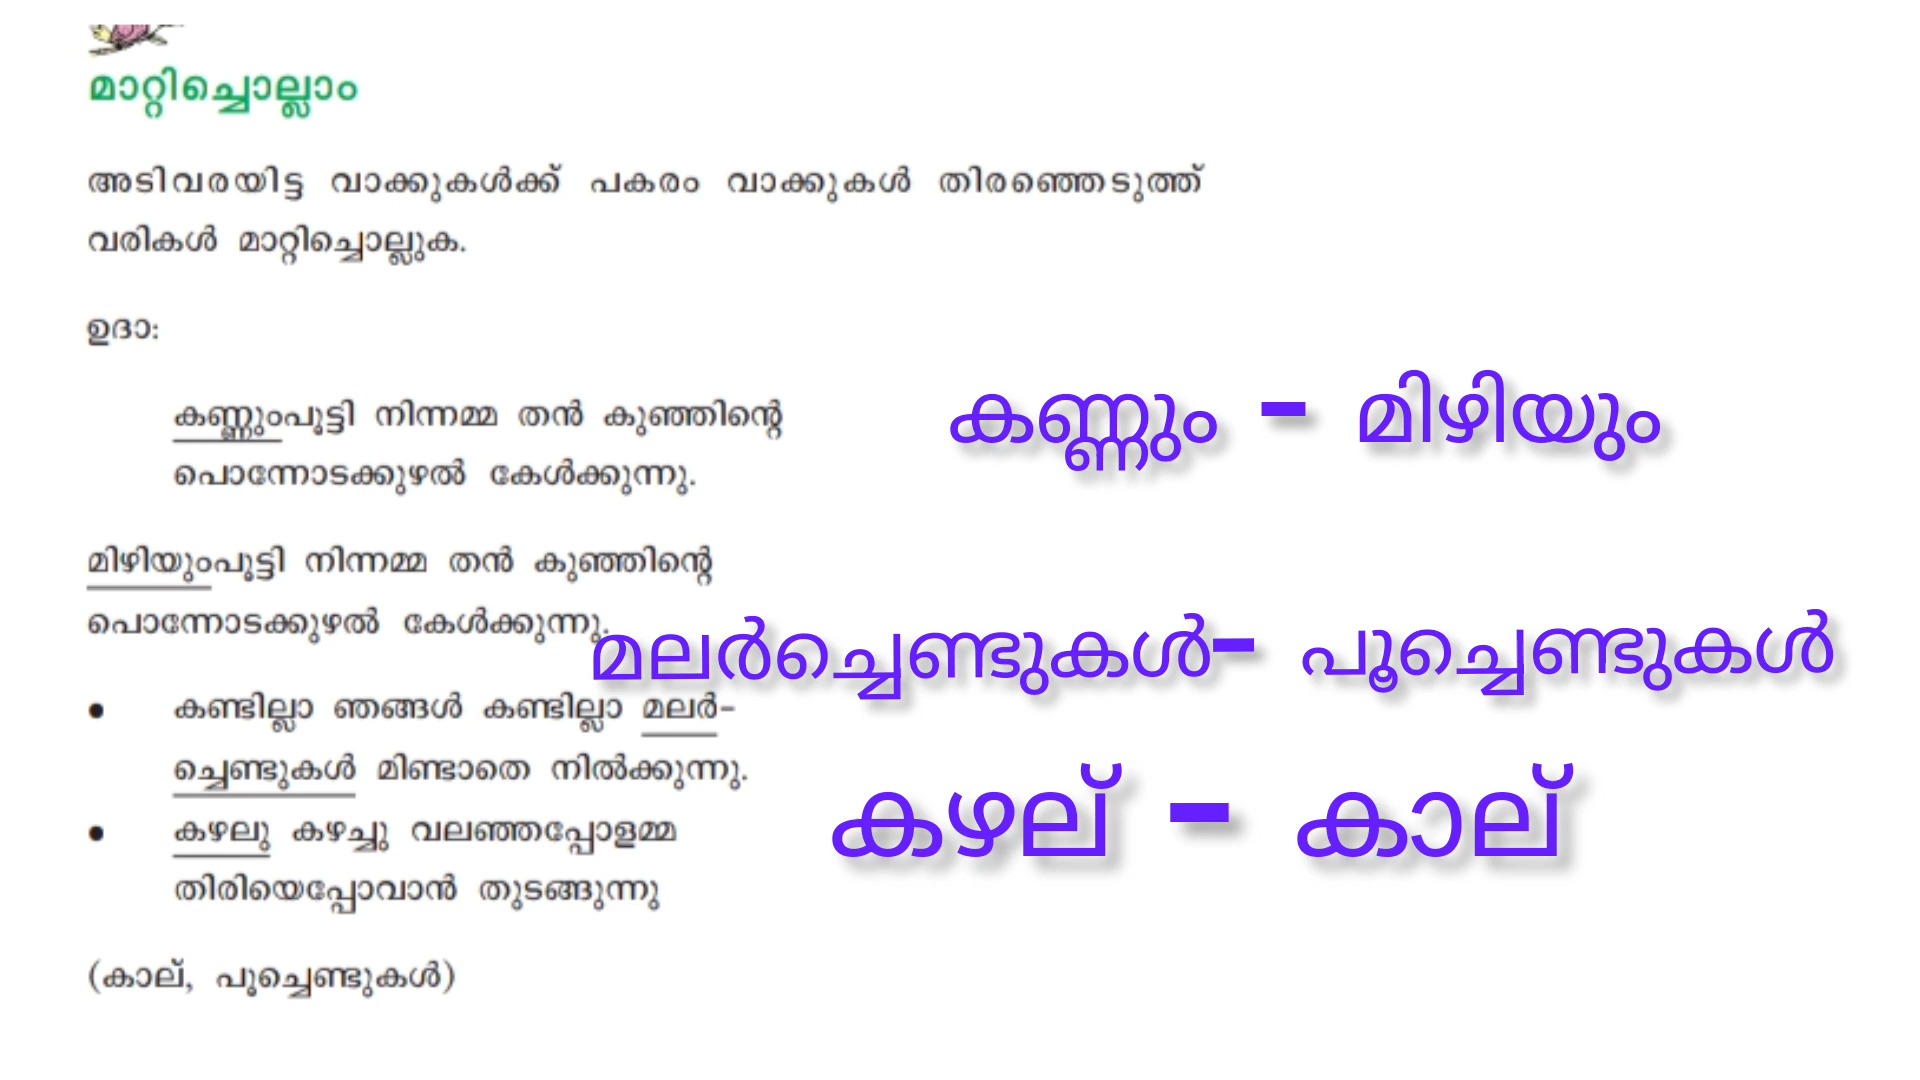 മാറ്റിച്ചൊല്ലാം
അടിവരയിട്ട വാക്കുകൾക്ക് പകരം വാക്കുകൾ തിരഞ്ഞെടുത്ത്
വരികൾ മാറ്റിച്ചൊല്ലുക.
ഉദാ:
കണ്ണുംപൂട്ടി നിന്നമ്മ തൻ കുഞ്ഞിന്റെ
പൊന്നോടക്കുഴൽ കേൾക്കുന്നു.
കണ്ണും - മിഴിയും
മിഴിയുംപൂട്ടി നിന്നമ്മ തൻ കുഞ്ഞിന്റെ
പൊന്നോടക്കുഴൽ കേൾക്കുന്നു.
മലർച്ചെണ്ടുകൾ- പൂച്ചെണ്ടുകൾ
• കണ്ടില്ലാ ഞങ്ങൾ കണ്ടില്ലാ മലർ-
ച്ചെണ്ടുകൾ മിണ്ടാതെ നിൽക്കുന്നു.
• കഴലു കഴച്ചു വലഞ്ഞപ്പോളമ്മ
തിരിയെപ്പോവാൻ തുടങ്ങുന്നു
കഴല് - കാല്
(കാല്, പൂച്ചെണ്ടുകൾ)